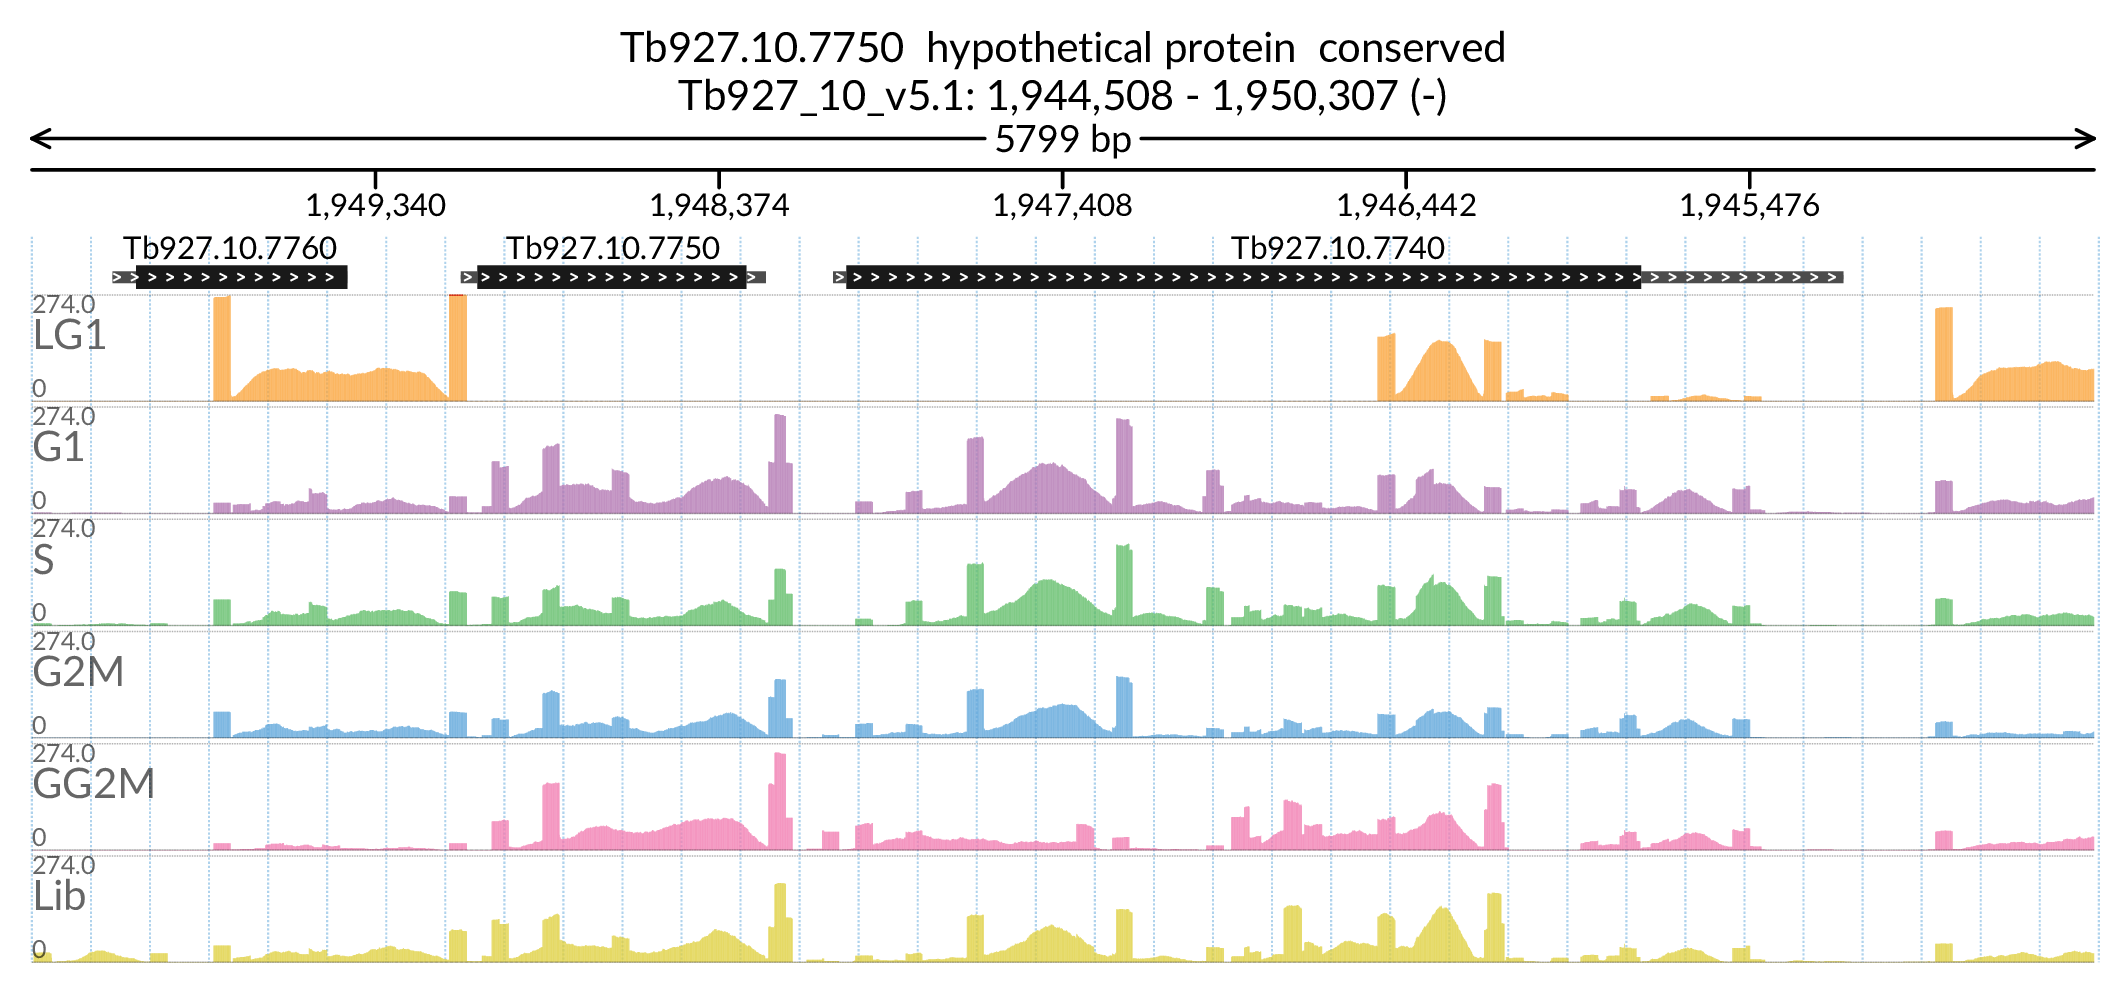 Tb927.10.7750 hypothetical protein conserved
Tb927_10_v5.1: 1,944,508 - 1,950,307 (-)
5799 bp
1,949,340 1,948,374 1,947,408 1,946,442 1,945,476
Tb927.10.7760 Tb927.10.7750 Tb927.10.7740
274.0
LG1
0
274.0
G1
0
274.0
S
0
274.0
G2M
0
274.0
GG2M
0
274.0
Lib
0